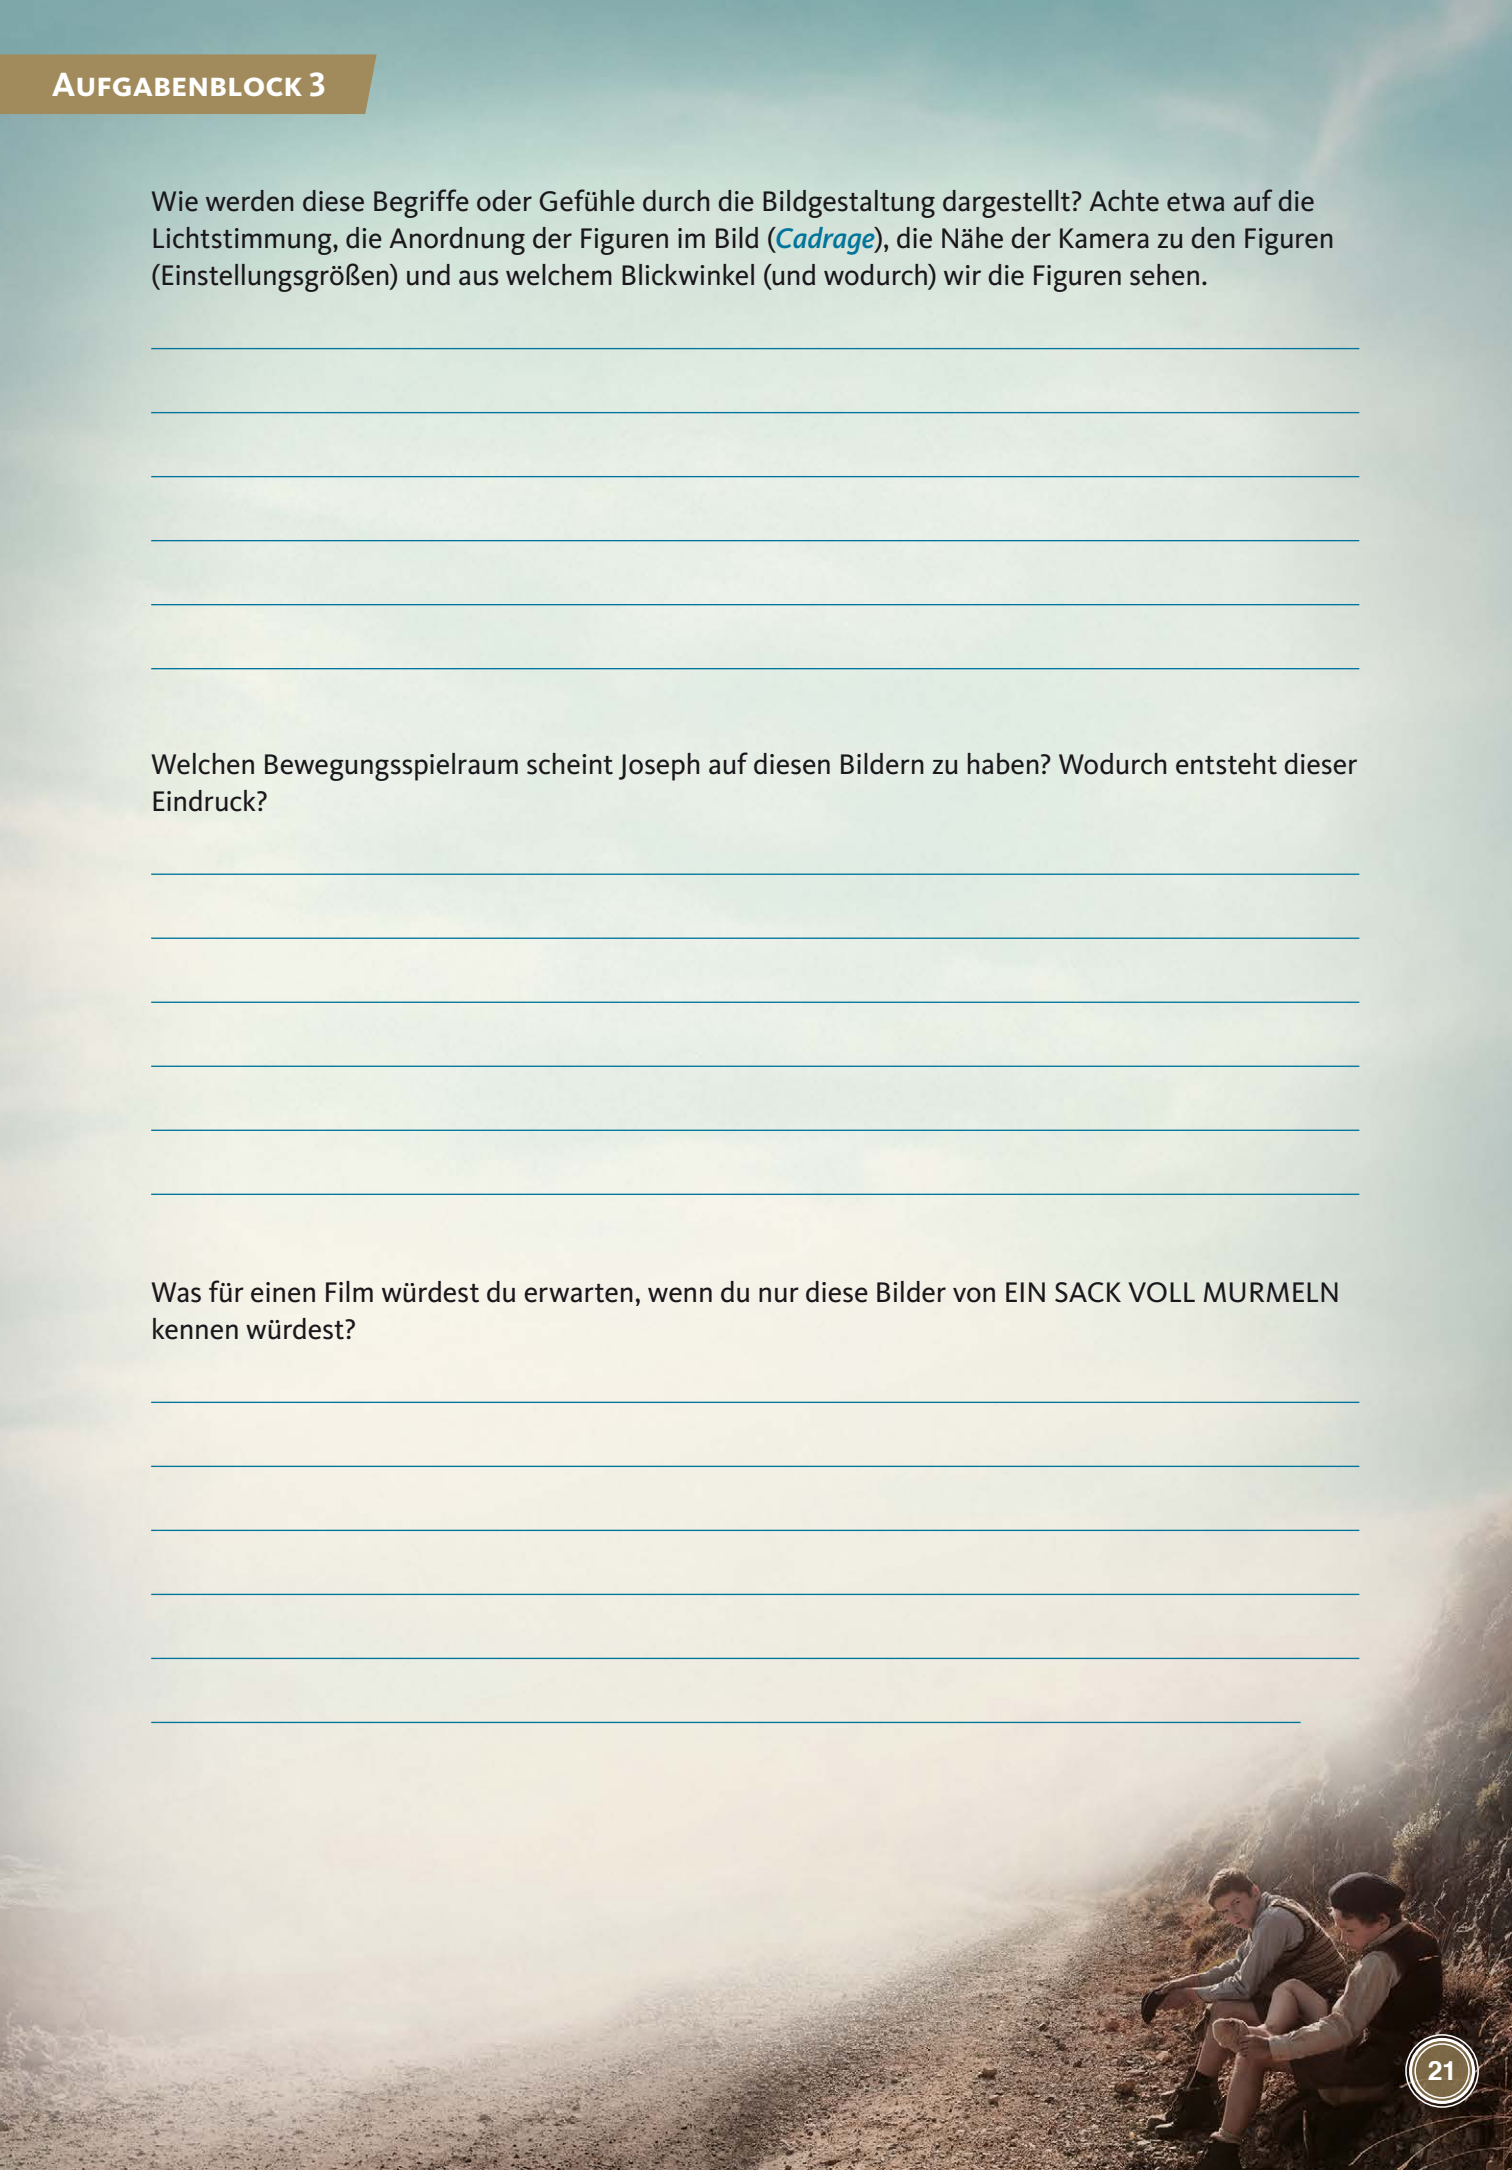 AUFGABENBLOCK 3
Wie werden diese Begriffe oder Gefühle durch die Bildgestaltung dargestellt? Achte etwa auf die
Lichtstimmung, die Anordnung der Figuren im Bild (Cadrage), die Nähe der Kamera zu den Figuren
(Einstellungsgrößen) und aus welchem Blickwinkel (und wodurch) wir die Figuren sehen.
Welchen Bewegungsspielraum scheint Joseph auf diesen Bildern zu haben? Wodurch entsteht dieser
Eindruck?
Was für einen Film würdest du erwarten, wenn du nur diese Bilder von EIN SACK VOLL MURMELN
kennen würdest?
21